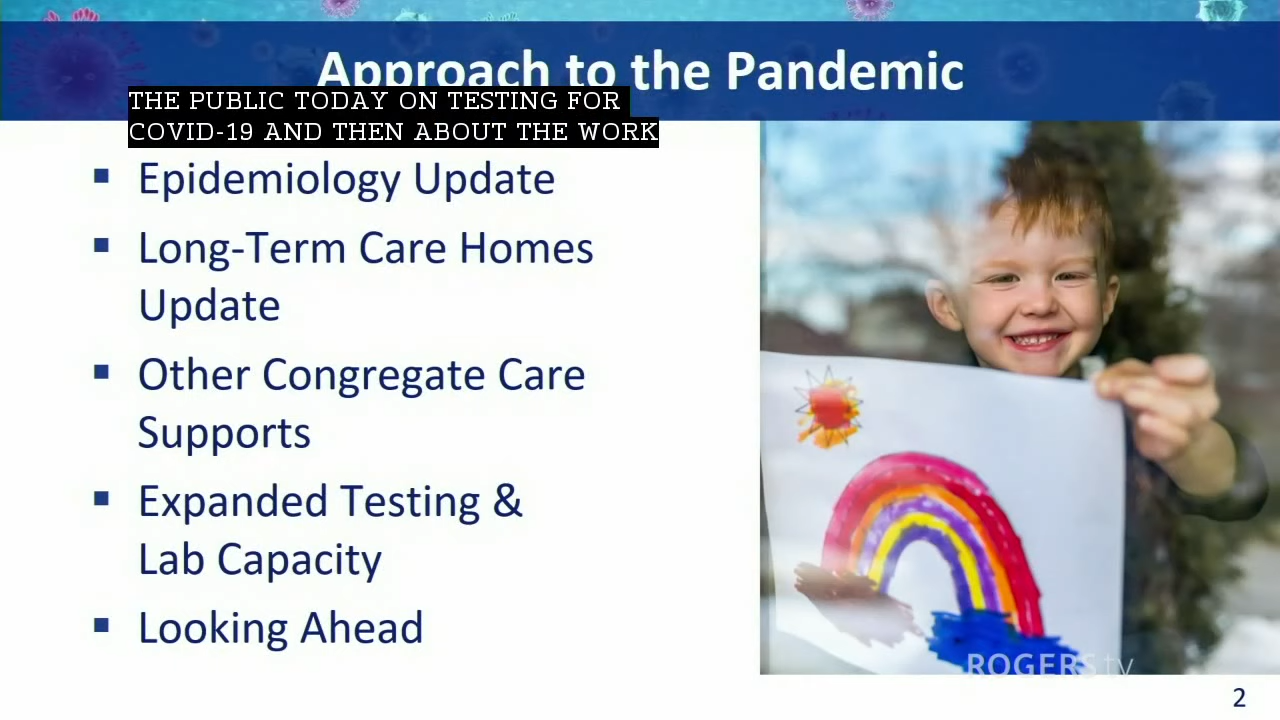 Approach to the Pandemic
THE PUBLIC TODAY ON TESTING FOR
COVID-19 AND THEN ABOUT THE WORK
▪ Epidemiology Update
▪ Long-Term Care Homes
Update
▪ Other Congregate Care
Supports
▪ Expanded Testing &
Lab Capacity
▪ Looking Ahead
ROGERS tv
2